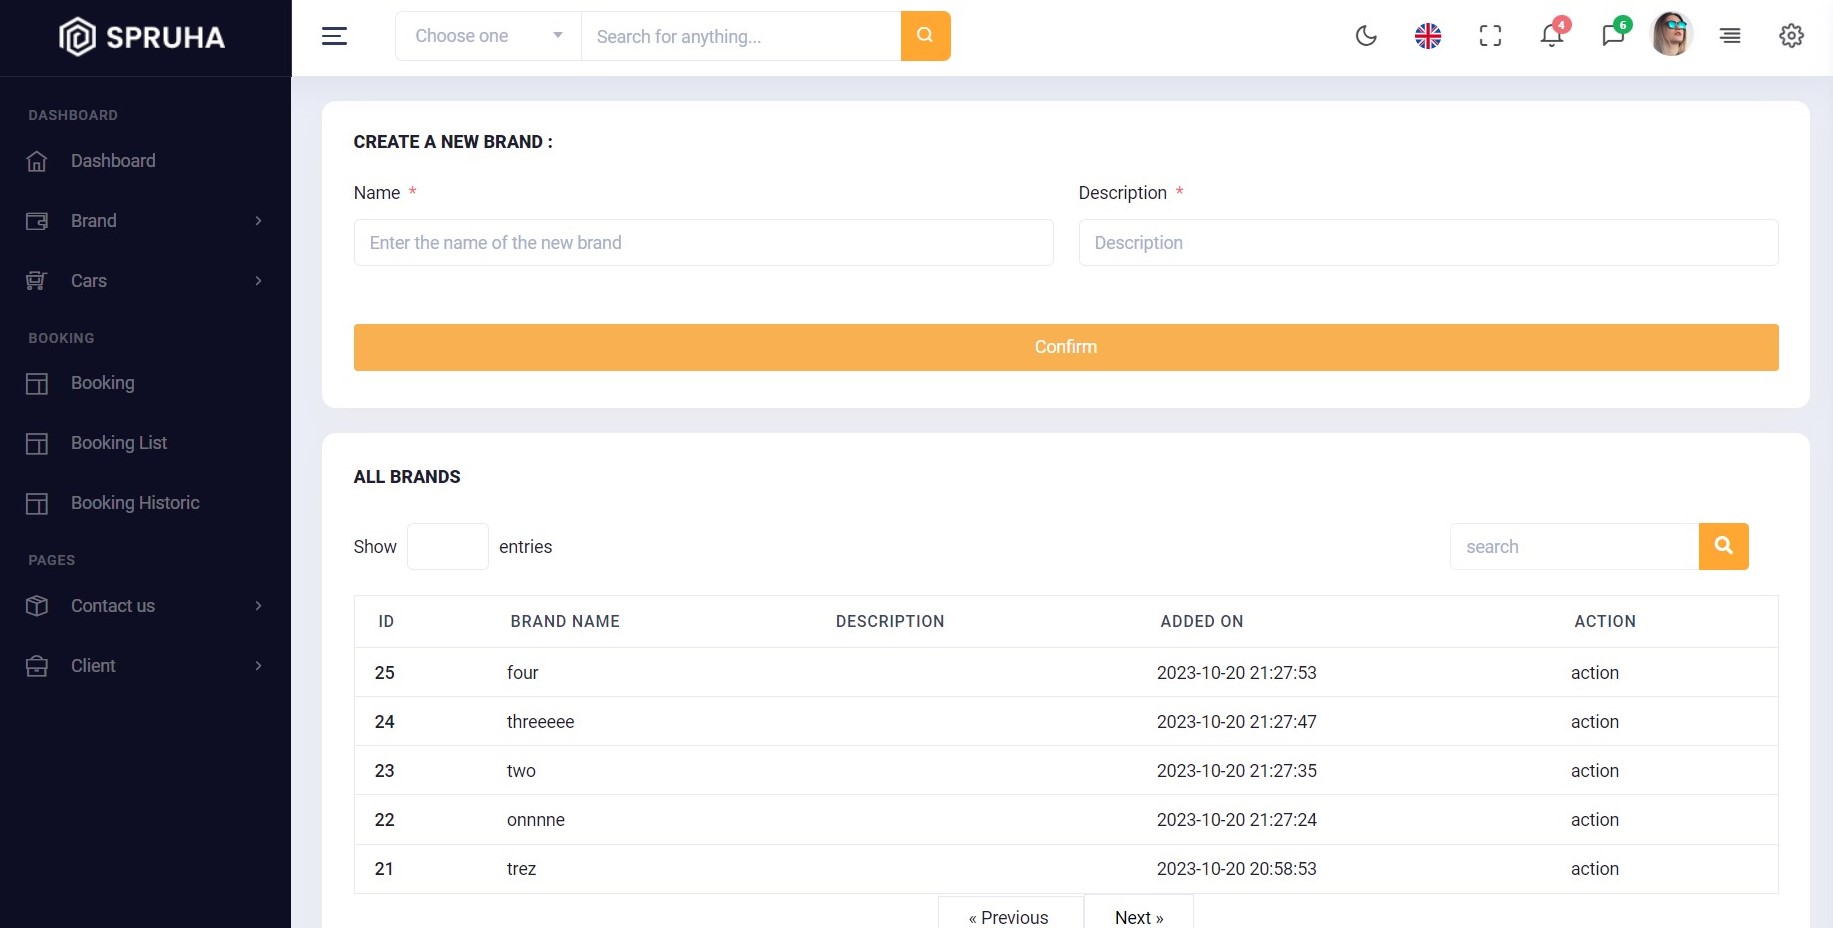 SPRUHA
Choose one
Search for anything...
4
6
DASHBOARD
Dashboard
Brand
Cars
BOOKING
Booking
Booking List
Booking Historic
PAGES
Contact us
Client
CREATE A NEW BRAND :
Name *
Description *
Enter the name of the new brand
Description
Confirm
ALL BRANDS
Show entries
search
ID BRAND NAME DESCRIPTION ADDED ON ACTION
25 four 2023-10-20 21:27:53 action
24 threeeee 2023-10-20 21:27:47 action
23 two 2023-10-20 21:27:35 action
22 onnnne 2023-10-20 21:27:24 action
21 trez 2023-10-20 20:58:53 action
« Previous Next »